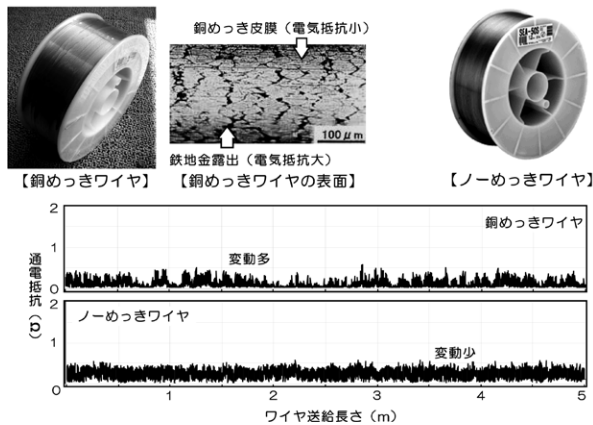 銅めっき皮膜（電気抵抗小）
100μm
鉄地金露出（電気抵抗大）
SEA-50S
【銅めっきワイヤ】
【銅めっきワイヤの表面】
【ノーめっきワイヤ】
通電抵抗（Ω）
2
1
0
銅めっきワイヤ
変動多
2
1
0
ノーめっきワイヤ
変動少
1
2
3
4
5
ワイヤ送給長さ（m）